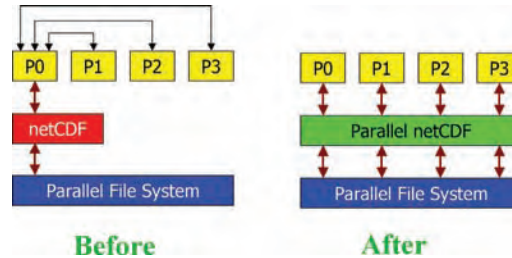 P0 P1 P2 P3
netCDF
Parallel File System
Before
P0 P1 P2 P3
Parallel netCDF
Parallel File System
After